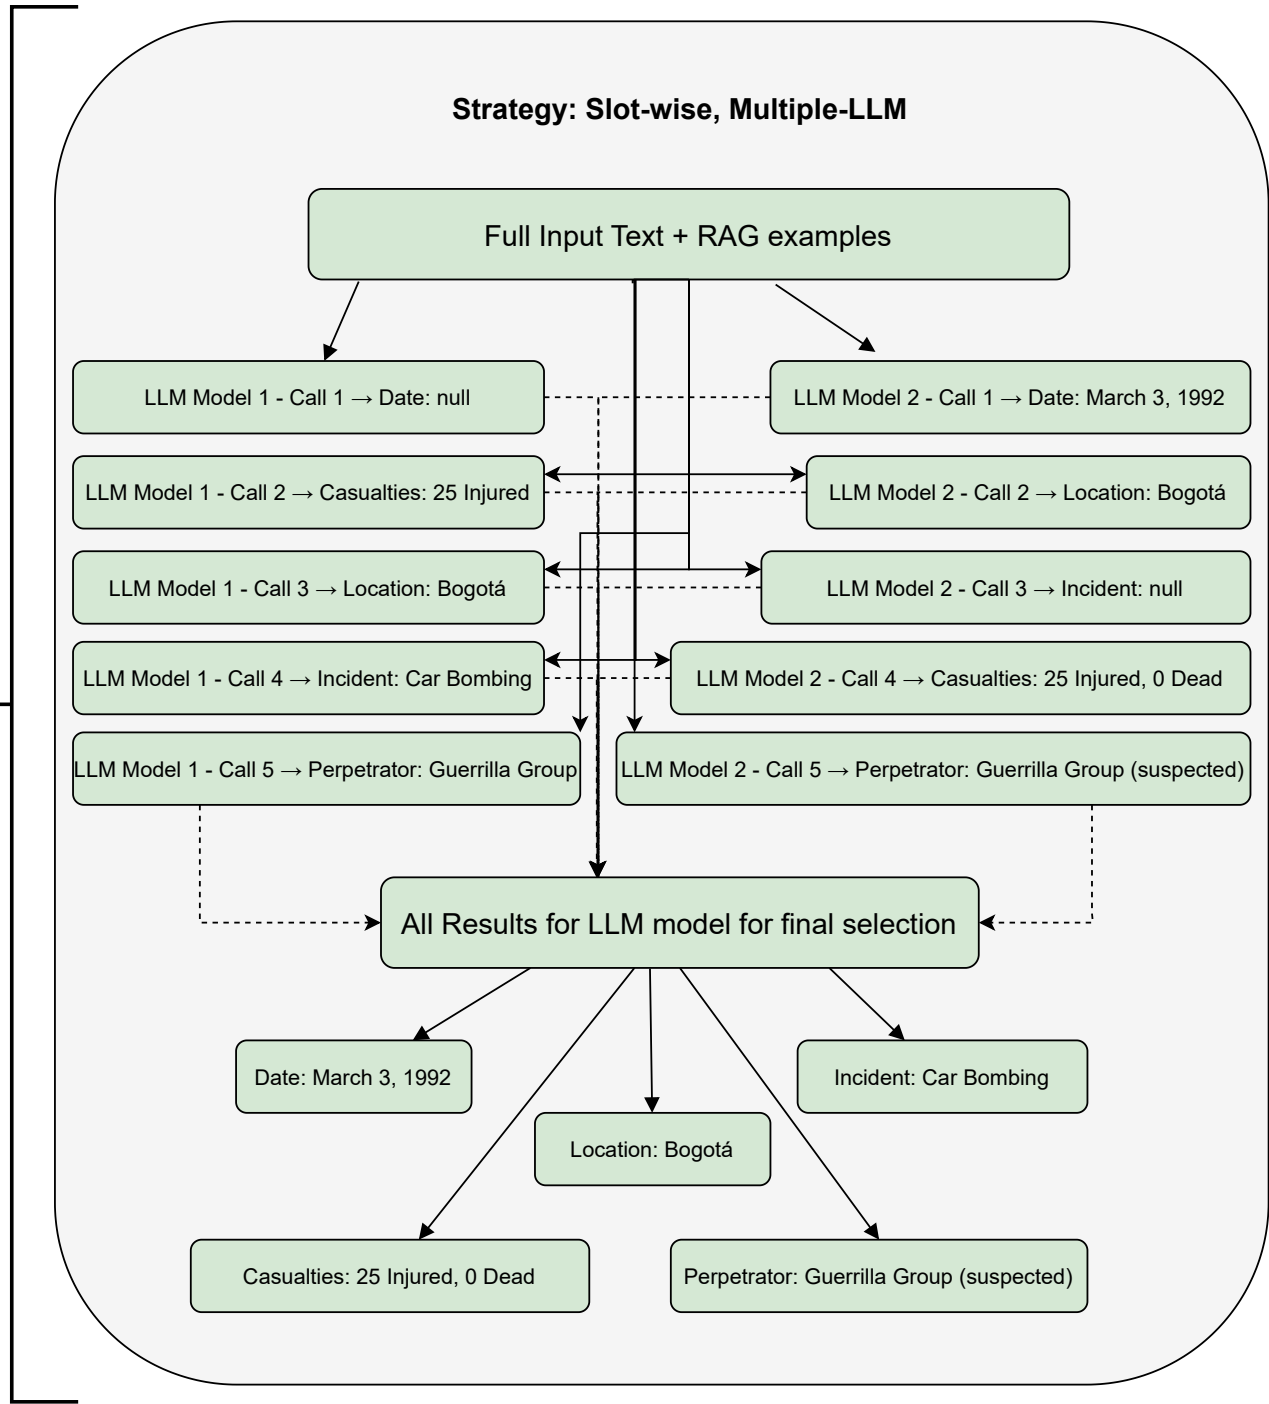 Strategy: Slot-wise, Multiple-LLM
Full Input Text + RAG examples
LLM Model 1 - Call 1 → Date: null
LLM Model 2 - Call 1 → Date: March 3, 1992
LLM Model 1 - Call 2 → Casualties: 25 Injured
LLM Model 2 - Call 2 → Location: Bogotá
LLM Model 1 - Call 3 → Location: Bogotá
LLM Model 2 - Call 3 → Incident: null
LLM Model 1 - Call 4 → Incident: Car Bombing
LLM Model 2 - Call 4 → Casualties: 25 Injured, 0 Dead
LLM Model 1 - Call 5 → Perpetrator: Guerrilla Group
LLM Model 2 - Call 5 → Perpetrator: Guerrilla Group (suspected)
All Results for LLM model for final selection
Date: March 3, 1992
Incident: Car Bombing
Location: Bogotá
Casualties: 25 Injured, 0 Dead
Perpetrator: Guerrilla Group (suspected)